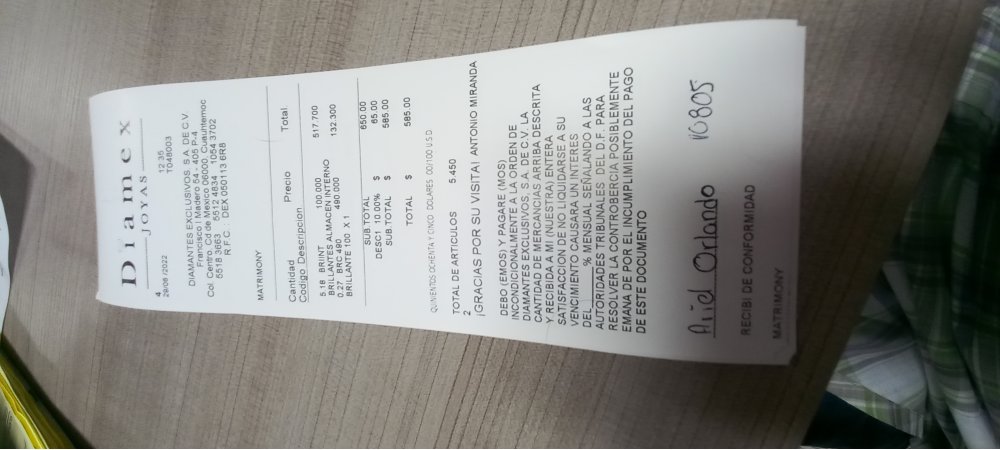 Diamex
JOYAS
4 12:35
29/06/2022 T048003
DIAMANTES EXCLUSIVOS, S.A. DE C.V.
Francisco I Madero 54 - 405 P-4
Col. Centro, Cd de Mexico 06000, Cuauhtemoc
5518 3663 5512 4834 1054 3702
R.F.C.: DEX 050113 6R8
MATRIMONY
Cantidad Precio Total
Codigo Descripcion
5.18 BRIINT 100.000 517.700
BRILLANTES ALMACEN INTERNO
0.27 BRC 490 490.000 132.300
BRILLANTE 100 X 1
SUB TOTAL 650.00
DESC1 10.00% $ 65.00
SUB TOTAL $ 585.00
TOTAL $ 585.00
QUINIENTOS OCHENTA Y CINCO DOLARES 00/100 U S D
TOTAL DE ARTICULOS 5.450
2
¡GRACIAS POR SU VISITA! ANTONIO MIRANDA
DEBO (EMOS) Y PAGARE (MOS)
INCONDICIONALMENTE A LA ORDEN DE
DIAMANTES EXCLUSIVOS, S.A. DE C.V. LA
CANTIDAD DE MERCANCIAS ARRIBA DESCRITA
Y RECIBIDA A MI (NUESTRA) ENTERA
SATISFACCION DE NO LIQUIDARSE A SU
VENCIMIENTO CAUSARA UN INTERES
DEL ____% MENSUAL CEÑALANDO A LAS
AUTORIDADES TRIBUNALES DEL D.F. PARA
RESOLVER LA CONTROBERCIA POSIBLEMENTE
EMANA DE POR EL INCUMPLIMIENTO DEL PAGO
DE ESTE DOCUMENTO
Ariel Orlando 10805
RECIBI DE CONFORMIDAD
MATRIMONY